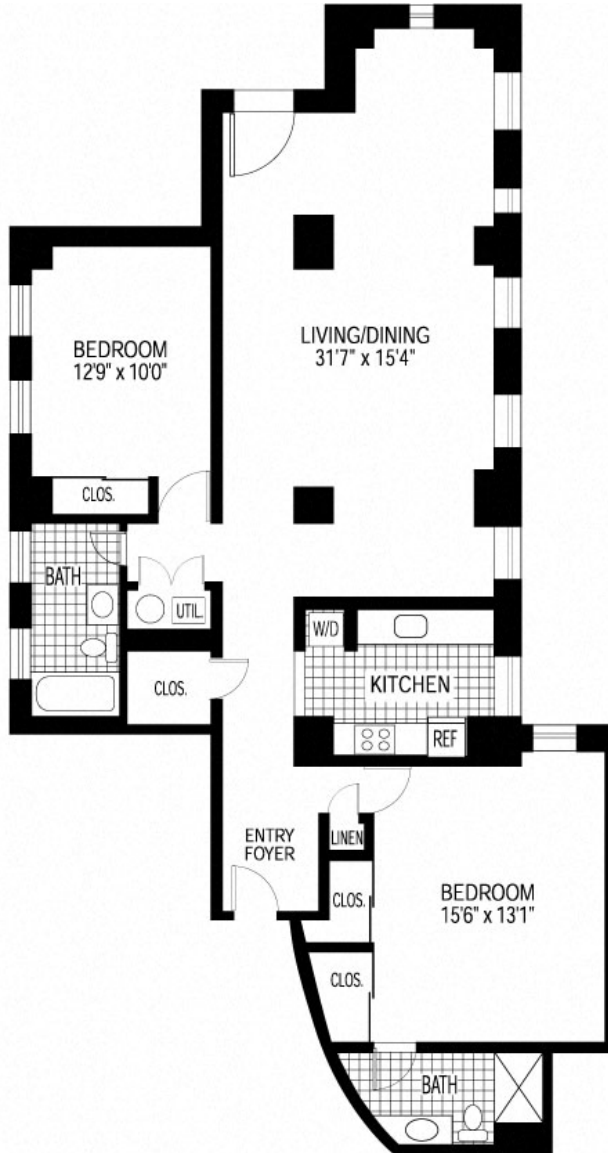 LIVING/DINING
31'7" x 15'4"
BEDROOM
12'9" x 10'0"
CLOS.
BATH
UTIL.
W/D
CLOS.
KITCHEN
REF
ENTRY
FOYER
LINEN
BEDROOM
15'6" x 13'1"
CLOS.
CLOS.
BATH